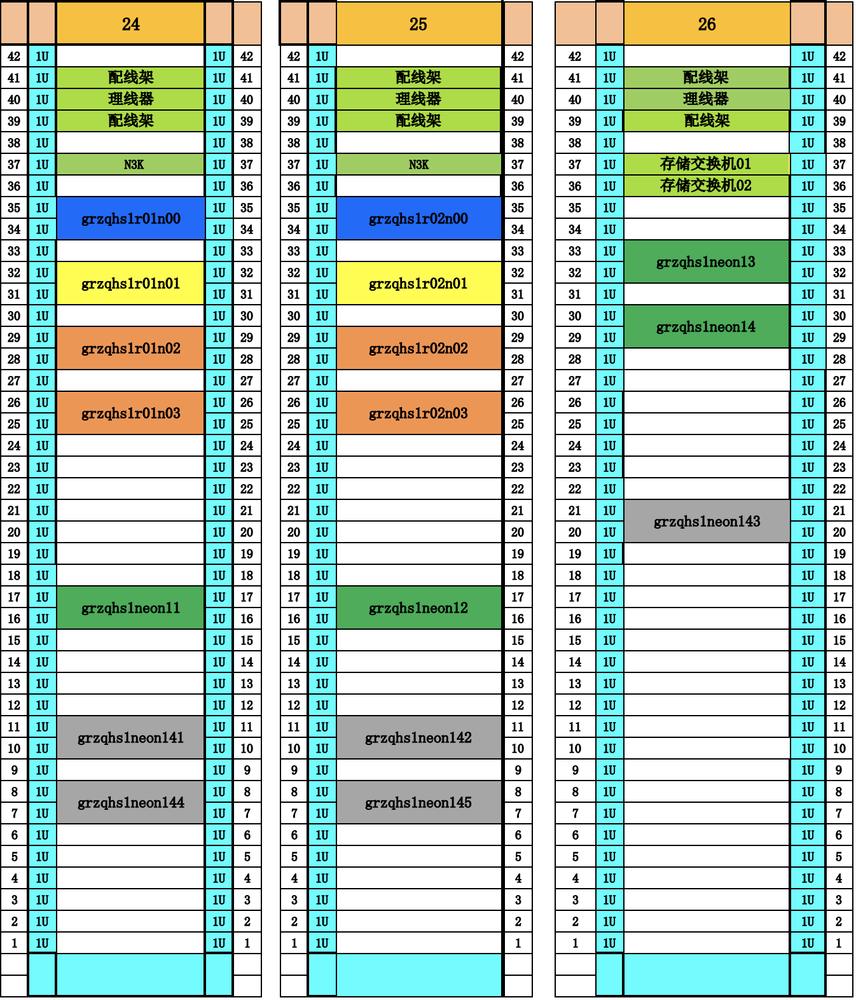 24 25 26
42 1U 1U 42 42 1U 42 42 1U 1U 42
41 1U 配线架 1U 41 41 1U 配线架 41 41 1U 配线架 1U 41
40 1U 理线器 1U 40 40 1U 理线器 40 40 1U 理线器 1U 40
39 1U 配线架 1U 39 39 1U 配线架 39 39 1U 配线架 1U 39
38 1U 1U 38 38 1U 38 38 1U 1U 38
37 1U N3K 1U 37 37 1U N3K 37 37 1U 存储交换机01 1U 37
36 1U 1U 36 36 1U 36 36 1U 存储交换机02 1U 36
35 1U grzqhs1r01n00 1U 35 35 1U grzqhs1r02n00 35 35 1U 1U 35
34 1U 1U 34 34 1U 34 34 1U 1U 34
33 1U 1U 33 33 1U 33 33 1U grzqhs1neon13 1U 33
32 1U grzqhs1r01n01 1U 32 32 1U grzqhs1r02n01 32 32 1U 1U 32
31 1U 1U 31 31 1U 31 31 1U 1U 31
30 1U 1U 30 30 1U 30 30 1U grzqhs1neon14 1U 30
29 1U grzqhs1r01n02 1U 29 29 1U grzqhs1r02n02 29 29 1U 1U 29
28 1U 1U 28 28 1U 28 28 1U 1U 28
27 1U 1U 27 27 1U 27 27 1U 1U 27
26 1U grzqhs1r01n03 1U 26 26 1U grzqhs1r02n03 26 26 1U 1U 26
25 1U 1U 25 25 1U 25 25 1U 1U 25
24 1U 1U 24 24 1U 24 24 1U 1U 24
23 1U 1U 23 23 1U 23 23 1U 1U 23
22 1U 1U 22 22 1U 22 22 1U 1U 22
21 1U 1U 21 21 1U 21 21 1U grzqhs1neon143 1U 21
20 1U 1U 20 20 1U 20 20 1U 1U 20
19 1U 1U 19 19 1U 19 19 1U 1U 19
18 1U 1U 18 18 1U 18 18 1U 1U 18
17 1U grzqhs1neon11 1U 17 17 1U grzqhs1neon12 17 17 1U 1U 17
16 1U 1U 16 16 1U 16 16 1U 1U 16
15 1U 1U 15 15 1U 15 15 1U 1U 15
14 1U 1U 14 14 1U 14 14 1U 1U 14
13 1U 1U 13 13 1U 13 13 1U 1U 13
12 1U 1U 12 12 1U 12 12 1U 1U 12
11 1U grzqhs1neon141 1U 11 11 1U grzqhs1neon142 11 11 1U 1U 11
10 1U 1U 10 10 1U 10 10 1U 1U 10
9 1U 1U 9 9 1U 9 9 1U 1U 9
8 1U grzqhs1neon144 1U 8 8 1U grzqhs1neon145 8 8 1U 1U 8
7 1U 1U 7 7 1U 7 7 1U 1U 7
6 1U 1U 6 6 1U 6 6 1U 1U 6
5 1U 1U 5 5 1U 5 5 1U 1U 5
4 1U 1U 4 4 1U 4 4 1U 1U 4
3 1U 1U 3 3 1U 3 3 1U 1U 3
2 1U 1U 2 2 1U 2 2 1U 1U 2
1 1U 1U 1 1 1U 1 1 1U 1U 1